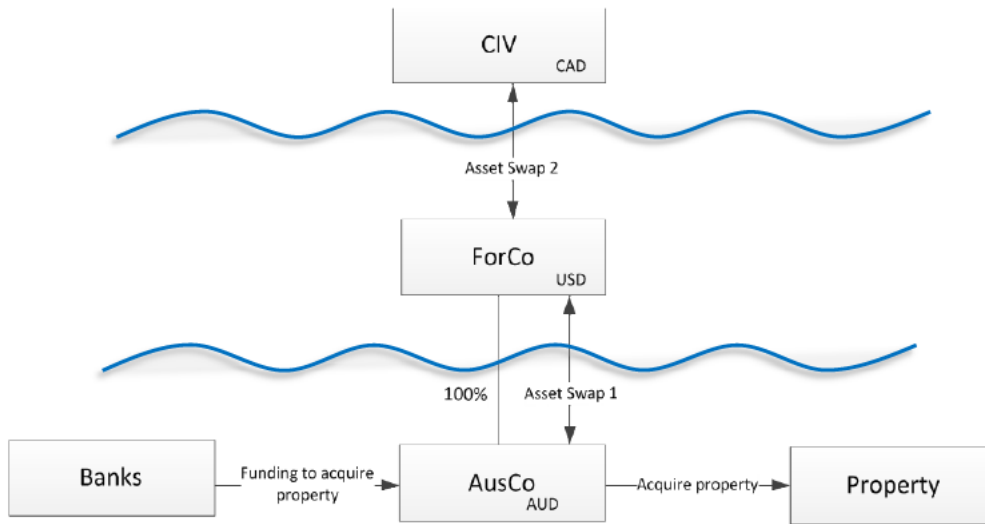 CIV
CAD
Asset Swap 2
ForCo
USD
100%
Asset Swap 1
Banks
Funding to acquire
property
AusCo
AUD
Acquire property
Property